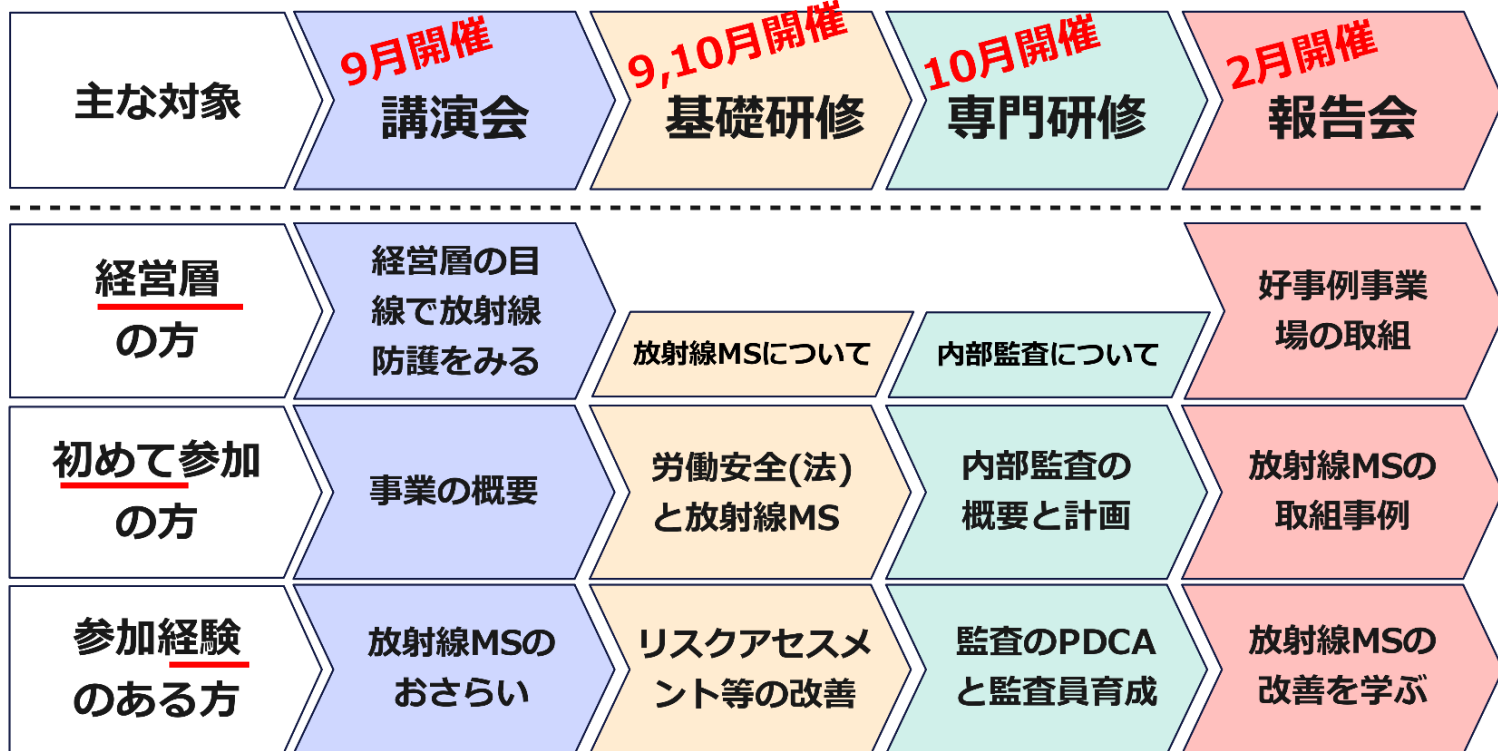 主な対象
9月開催
講演会
9,10月開催
基礎研修
10月開催
専門研修
2月開催
報告会
経営層
の方
経営層の目
線で放射線
防護をみる
放射線MSについて
内部監査について
好事例事業
場の取組
初めて参加
の方
事業の概要
労働安全(法)
と放射線MS
内部監査の
概要と計画
放射線MSの
取組事例
参加経験
のある方
放射線MSの
おさらい
リスクアセスメ
ント等の改善
監査のPDCA
と監査員育成
放射線MSの
改善を学ぶ